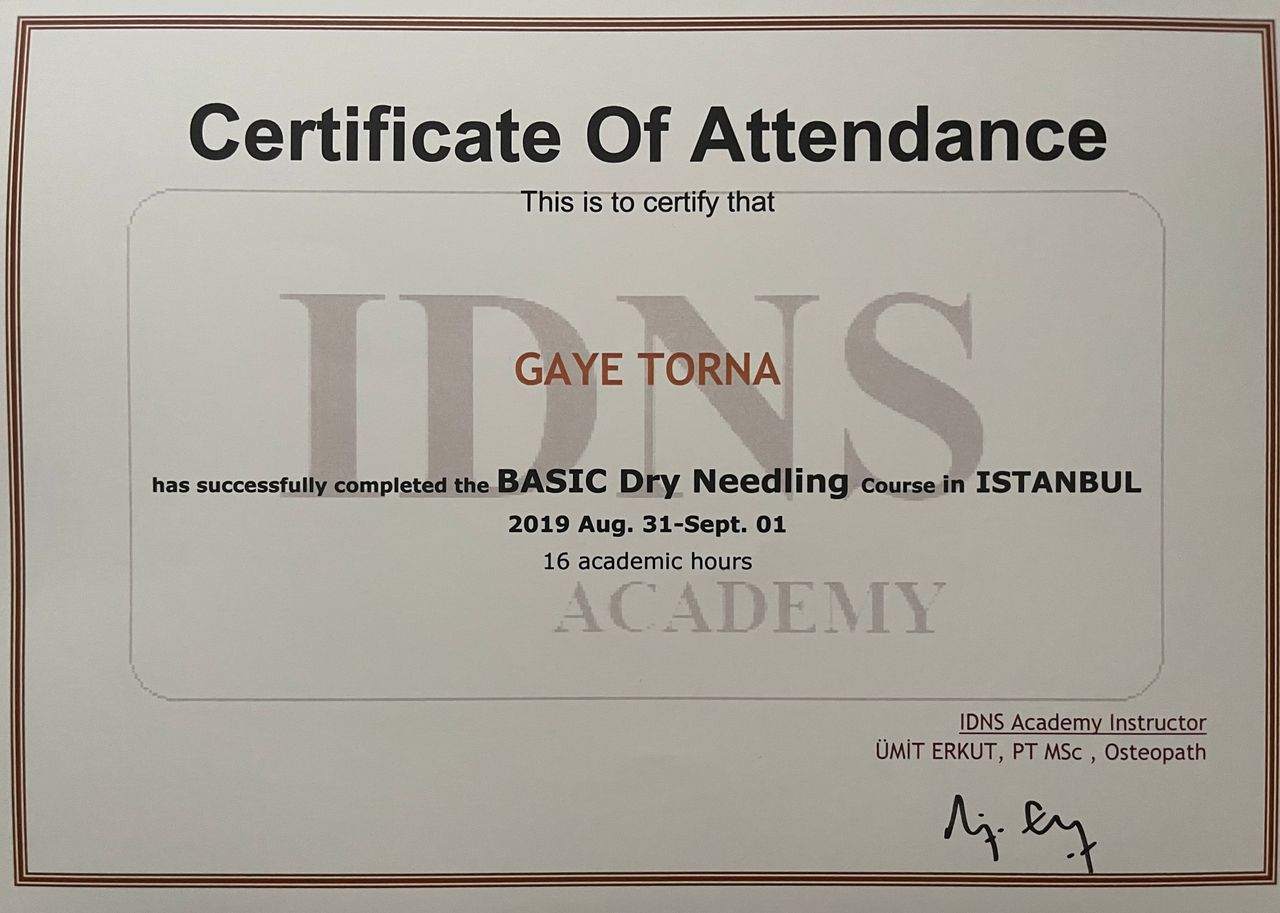 Certificate Of Attendance
This is to certify that
IDNS
GAYE TORNA
has successfully completed the BASIC Dry Needling Course in ISTANBUL
2019 Aug. 31-Sept. 01
16 academic hours
ACADEMY
IDNS Academy Instructor
ÜMİT ERKUT, PT MSc , Osteopath